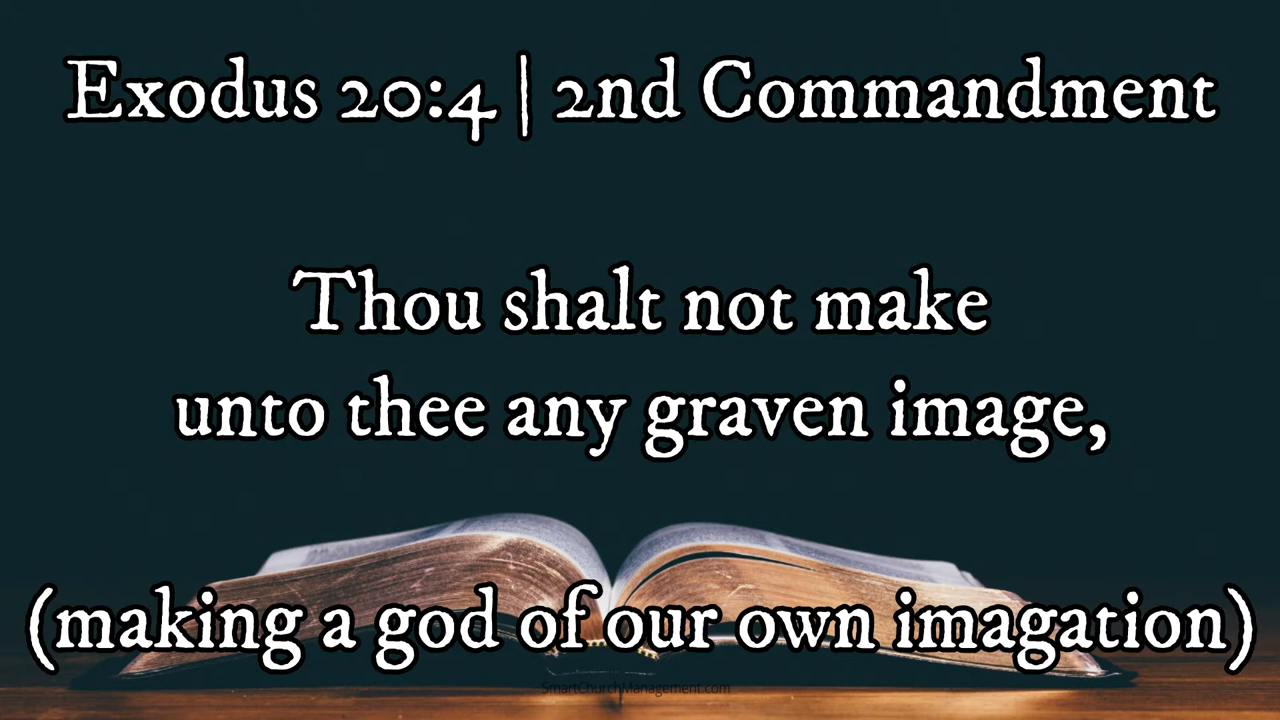 Exodus 20:4 | 2nd Commandment
Thou shalt not make
unto thee any graven image,
(making a god of our own imagation)
SmartChurchManagement.com